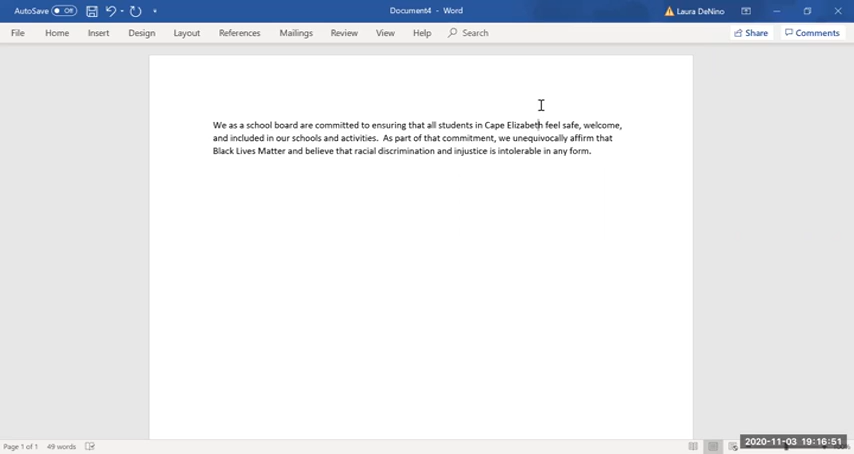 AutoSave Off Document4 - Word Laura DeNino
File Home Insert Design Layout References Mailings Review View Help Search Share Comments
We as a school board are committed to ensuring that all students in Cape Elizabeth feel safe, welcome,
and included in our schools and activities. As part of that commitment, we unequivocally affirm that
Black Lives Matter and believe that racial discrimination and injustice is intolerable in any form.
Page 1 of 1 49 words
2020-11-03 19:16:51